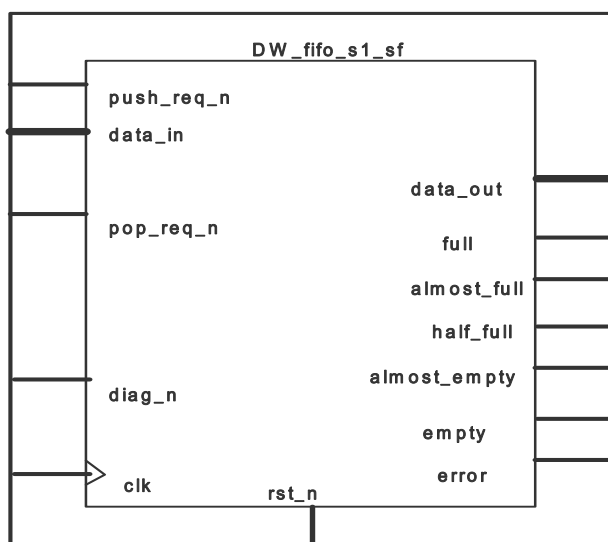 DW_fifo_s1_sf
push_req_n
data_in
data_out
pop_req_n
full
almost_full
half_full
almost_empty
diag_n
empty
error
clk
rst_n